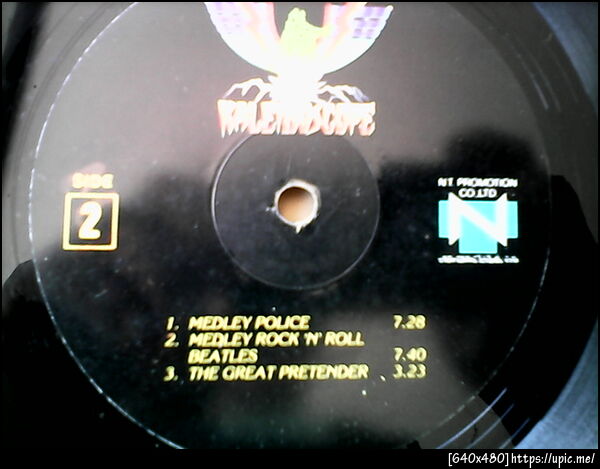 KALEIDOSCOPE
SIDE
2
N.T. PROMOTION
CO.,LTD
N
1. MEDLEY POLICE 7.28
2. MEDLEY ROCK 'N' ROLL
BEATLES 7.40
3. THE GREAT PRETENDER 3.23
[640x480]https://upic.me/